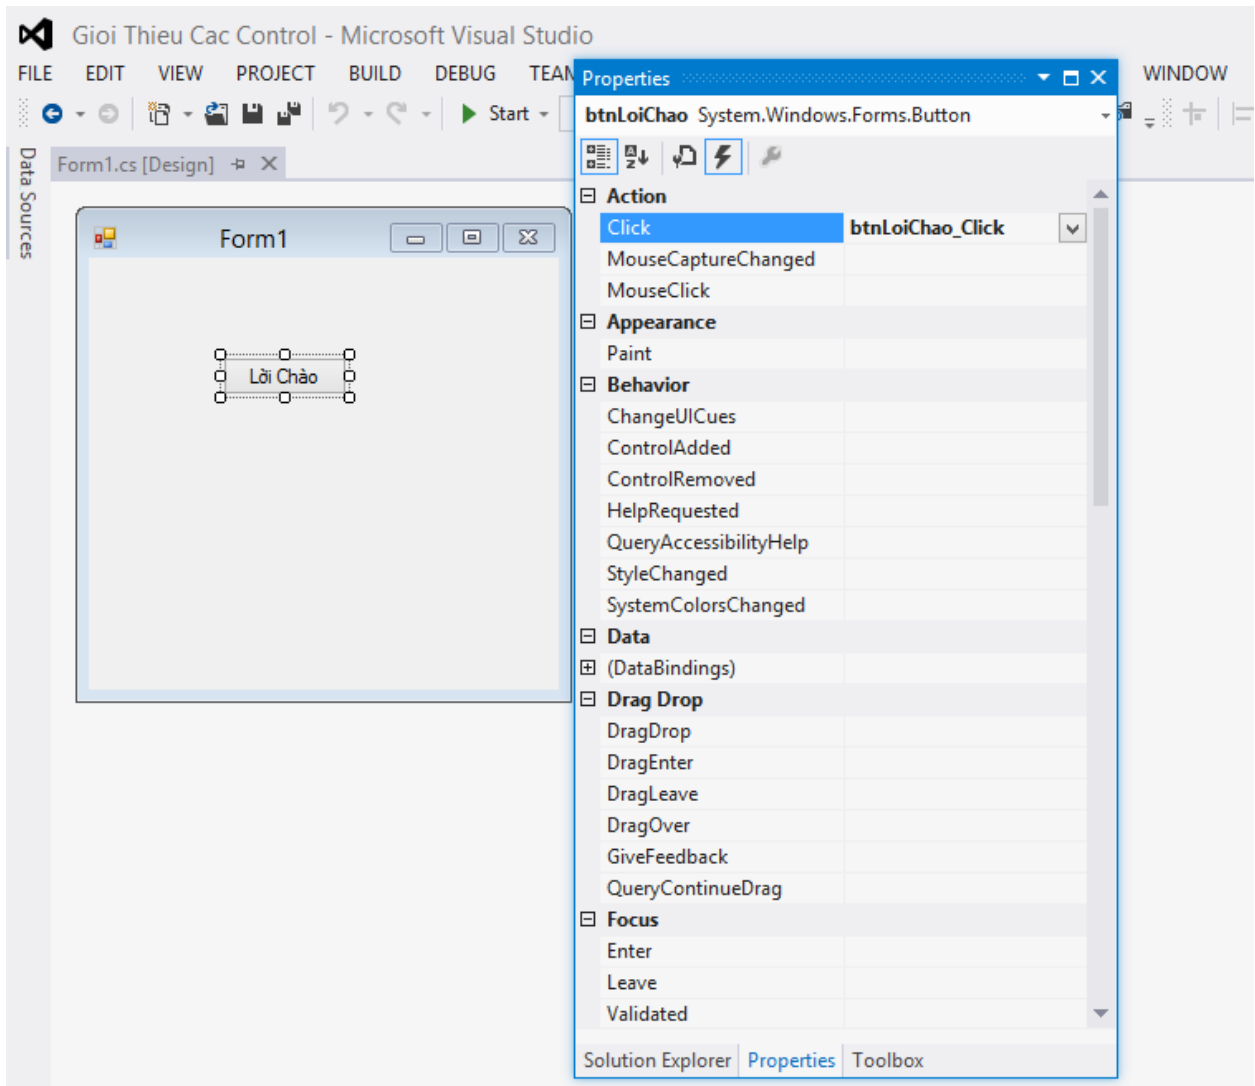 Gioi Thieu Cac Control - Microsoft Visual Studio
FILE EDIT VIEW PROJECT BUILD DEBUG TEAM WINDOW
Start
Data Sources
Form1.cs [Design]
Form1
Lời Chào
Properties
btnLoiChao System.Windows.Forms.Button
Action
Click btnLoiChao_Click
MouseCaptureChanged
MouseClick
Appearance
Paint
Behavior
ChangeUICues
ControlAdded
ControlRemoved
HelpRequested
QueryAccessibilityHelp
StyleChanged
SystemColorsChanged
Data
(DataBindings)
Drag Drop
DragDrop
DragEnter
DragLeave
DragOver
GiveFeedback
QueryContinueDrag
Focus
Enter
Leave
Validated
Solution Explorer Properties Toolbox